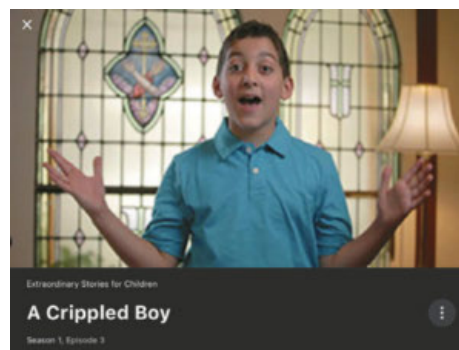 Extraordinary Stories for Children
A Crippled Boy
Season 1, Episode 3